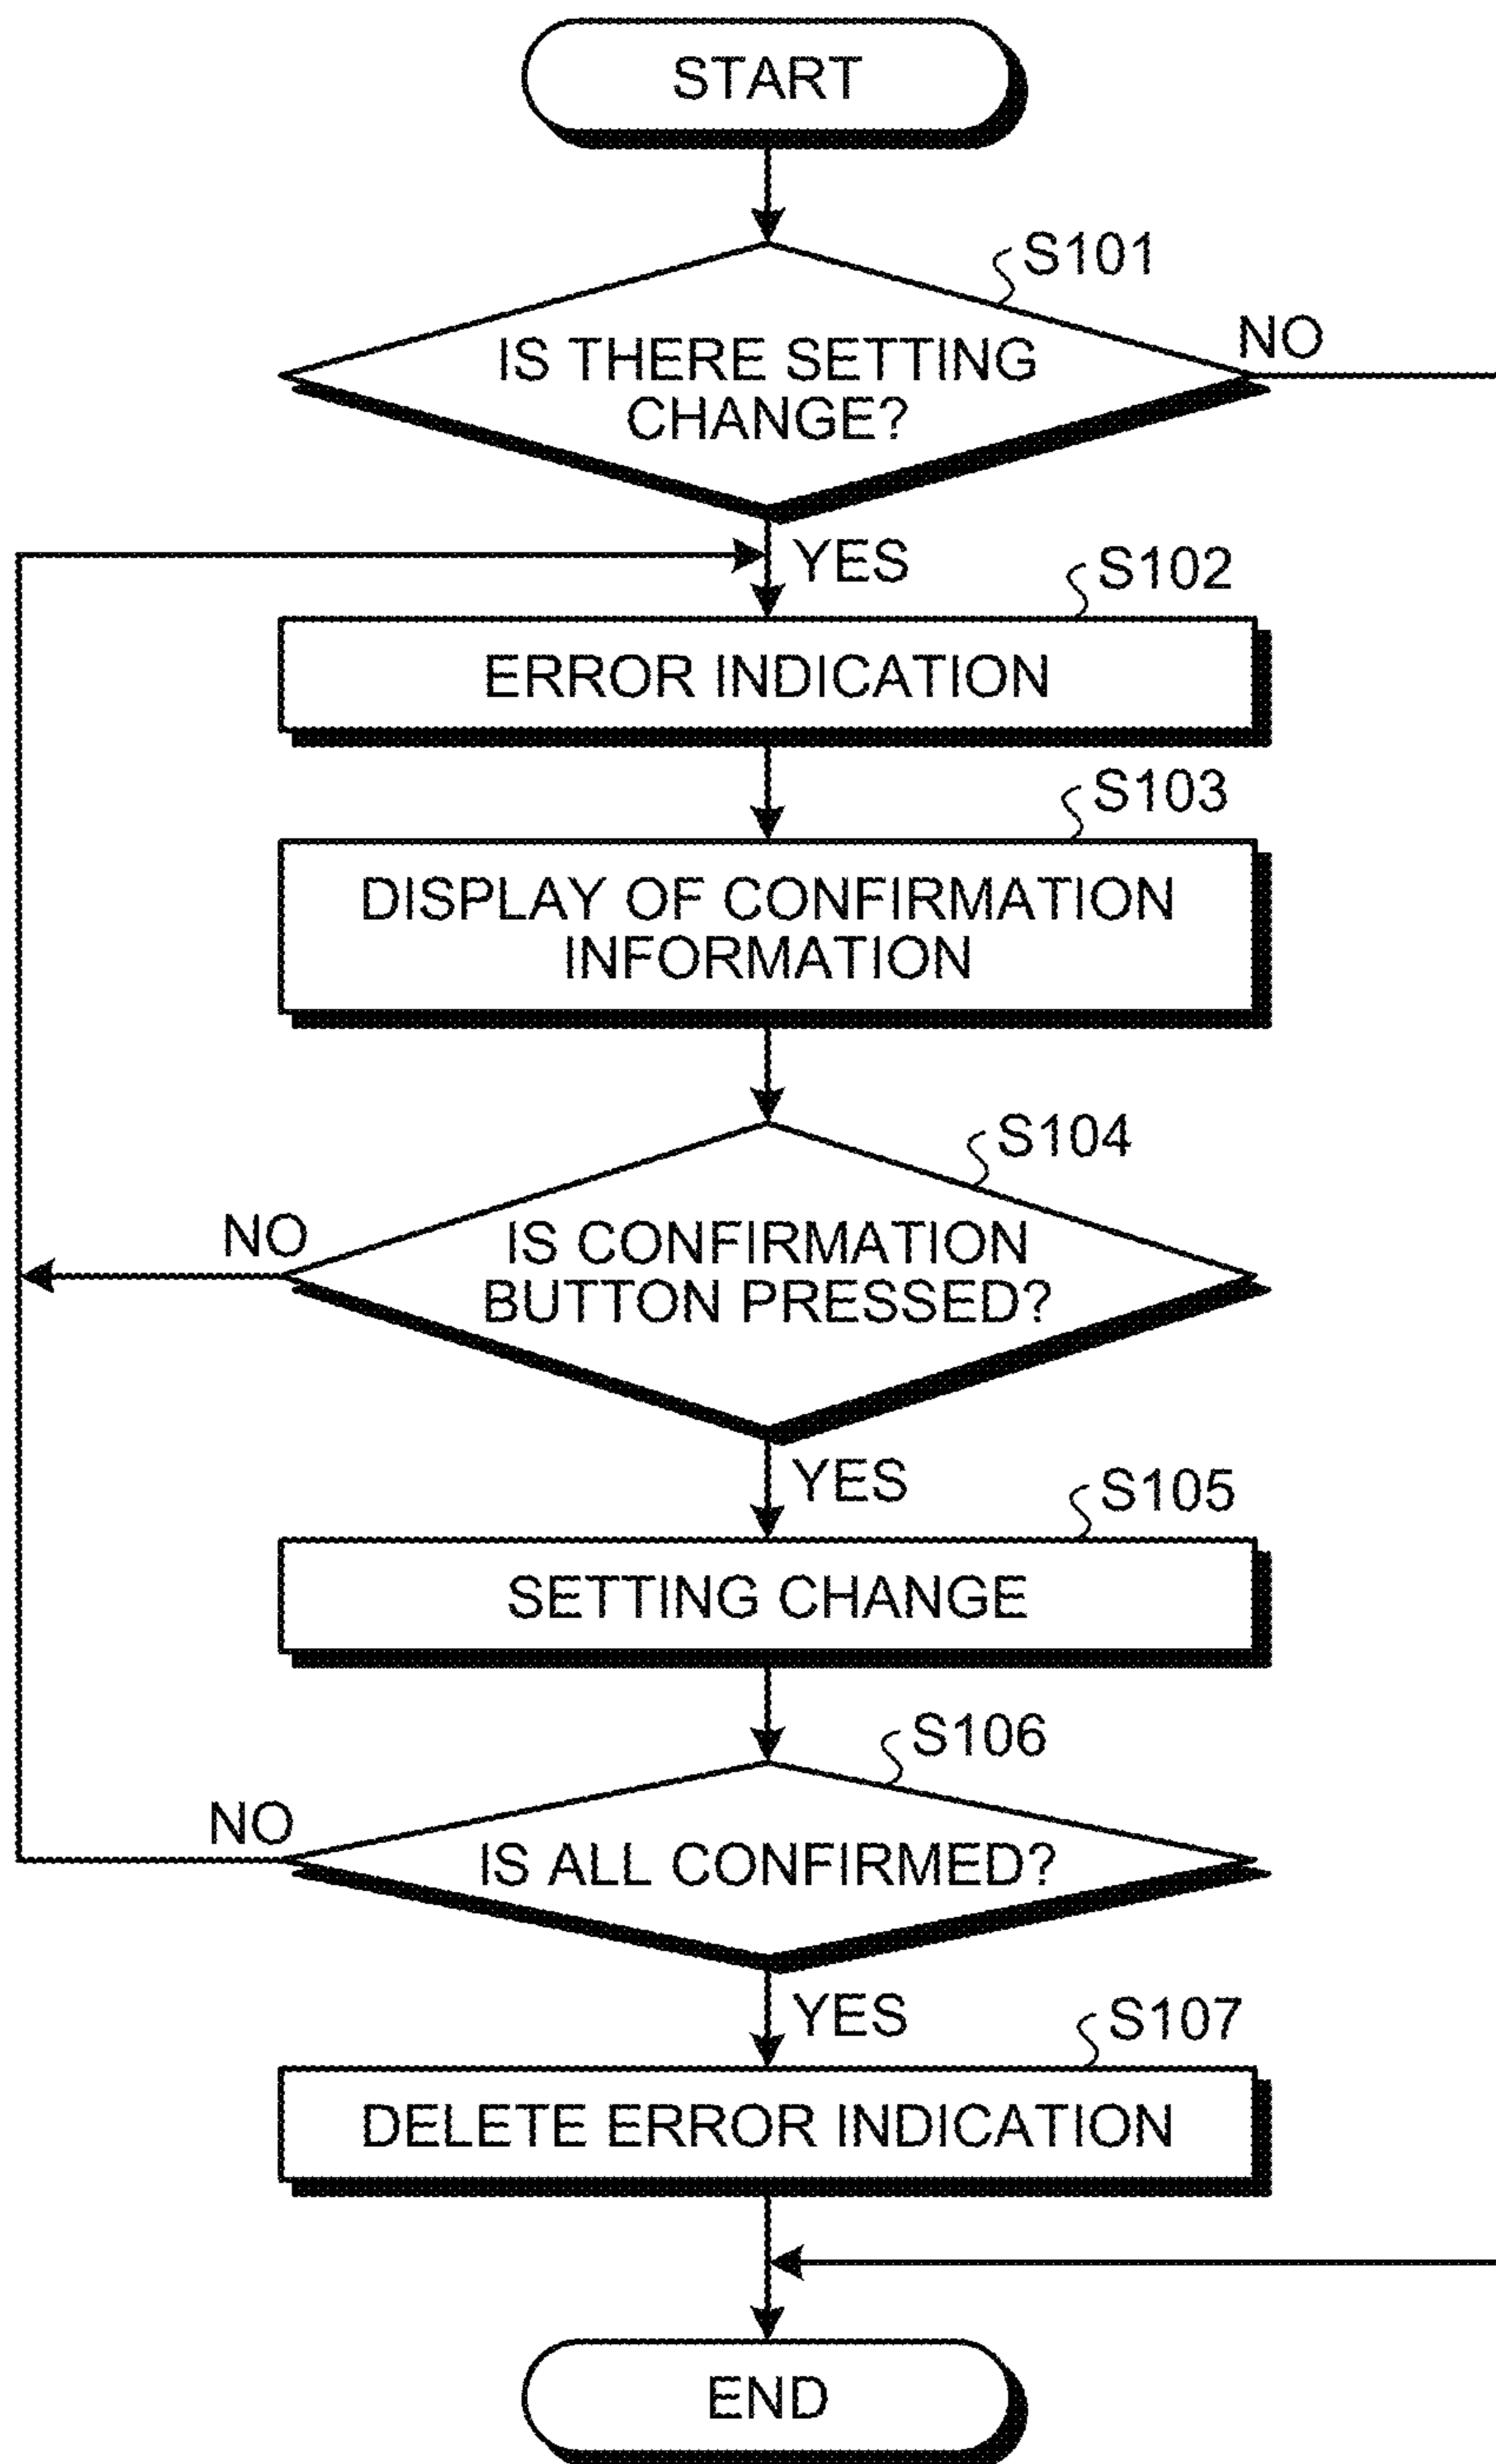 START
S101
IS THERE SETTING
CHANGE?
NO
YES
S102
ERROR INDICATION
S103
DISPLAY OF CONFIRMATION
INFORMATION
S104
NO
IS CONFIRMATION
BUTTON PRESSED?
YES
S105
SETTING CHANGE
S106
NO
IS ALL CONFIRMED?
YES
S107
DELETE ERROR INDICATION
END